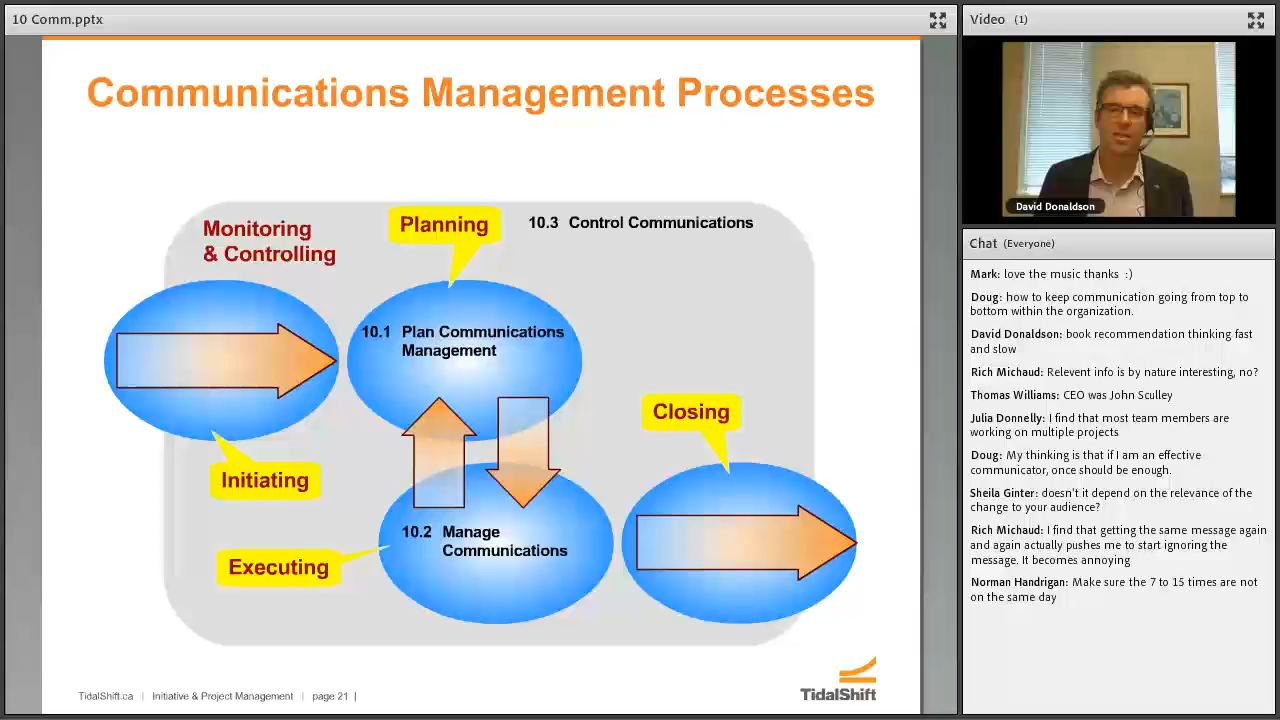 10 Comm.pptx
Communications Management Processes
Monitoring
& Controlling
Planning
10.3 Control Communications
10.1 Plan Communications
Management
Closing
Initiating
10.2 Manage
Communications
Executing
TidalShift.ca | Initiative & Project Management | page 21 |
TidalShift
Video (1)
David Donaldson
Chat (Everyone)
Mark: love the music thanks :)
Doug: how to keep communication going from top to
bottom within the organization.
David Donaldson: book recommendation thinking fast
and slow
Rich Michaud: Relevent info is by nature interesting, no?
Thomas Williams: CEO was John Sculley
Julia Donnelly: I find that most team members are
working on multiple projects
Doug: My thinking is that if I am an effective
communicator, once should be enough.
Sheila Ginter: doesn't it depend on the relevance of the
change to your audience?
Rich Michaud: I find that getting the same message again
and again actually pushes me to start ignoring the
message. It becomes annoying
Norman Handrigan: Make sure the 7 to 15 times are not
on the same day